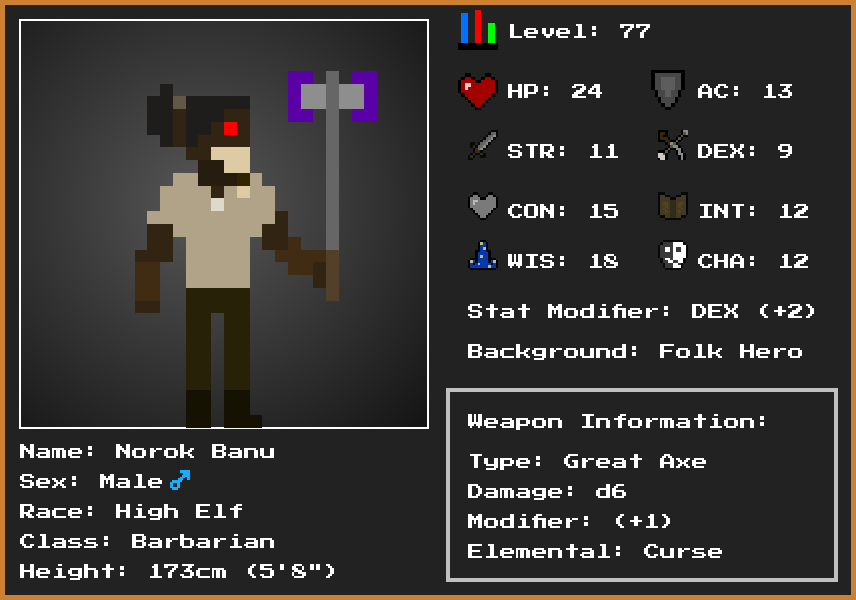 Level: 77
HP: 24 AC: 13
STR: 11 DEX: 9
CON: 15 INT: 12
WIS: 18 CHA: 12
Stat Modifier: DEX (+2)
Background: Folk Hero
Weapon Information:
Type: Great Axe
Damage: d6
Modifier: (+1)
Elemental: Curse
Name: Norok Banu
Sex: Male ♂
Race: High Elf
Class: Barbarian
Height: 173cm (5'8")